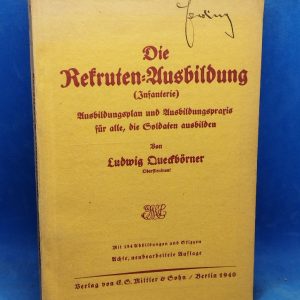 Die
Rekruten-Ausbildung
(Infanterie)
Ausbildungsplan und Ausbildungspraxis
für alle, die Soldaten ausbilden
Von
Ludwig Queckbörner
Oberstleutnant
Mit 184 Abbildungen und Skizzen
Achte, neubearbeitete Auflage
Verlag von E. S. Mittler & Sohn / Berlin 1940